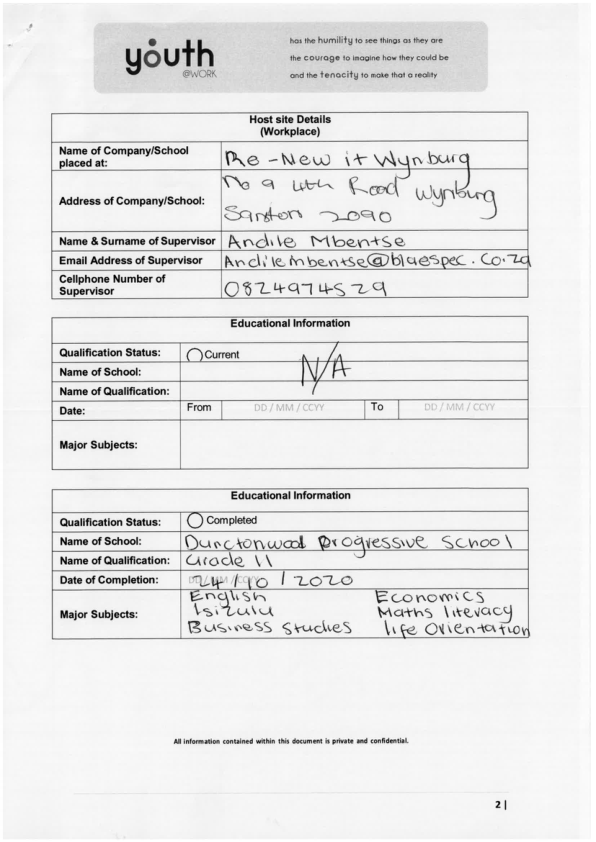 youth
@WORK
has the humility to see things as they are
the courage to imagine how they could be
and the tenacity to make that a reality
Host site Details
(Workplace)
Name of Company/School placed at: Re-New it Wynburg
Address of Company/School: No 9 4th Road Wynburg
Santon 2090
Name & Surname of Supervisor Andile Mbentse
Email Address of Supervisor Andilembentse@bluespec.co.za
Cellphone Number of Supervisor 0824974529
Educational Information
Qualification Status: Current
N/A
Name of School:
Name of Qualification:
Date: From DD / MM / CCYY To DD / MM / CCYY
Major Subjects:
Educational Information
Qualification Status: Completed
Name of School: Dunctonwood Progressive School
Name of Qualification: Grade 11
Date of Completion: DD / MM / CCYY 24 / 10 / 2020
Major Subjects:
English Economics
Isizulu Maths literacy
Business Studies life Orientation
All information contained within this document is private and confidential.
2 |